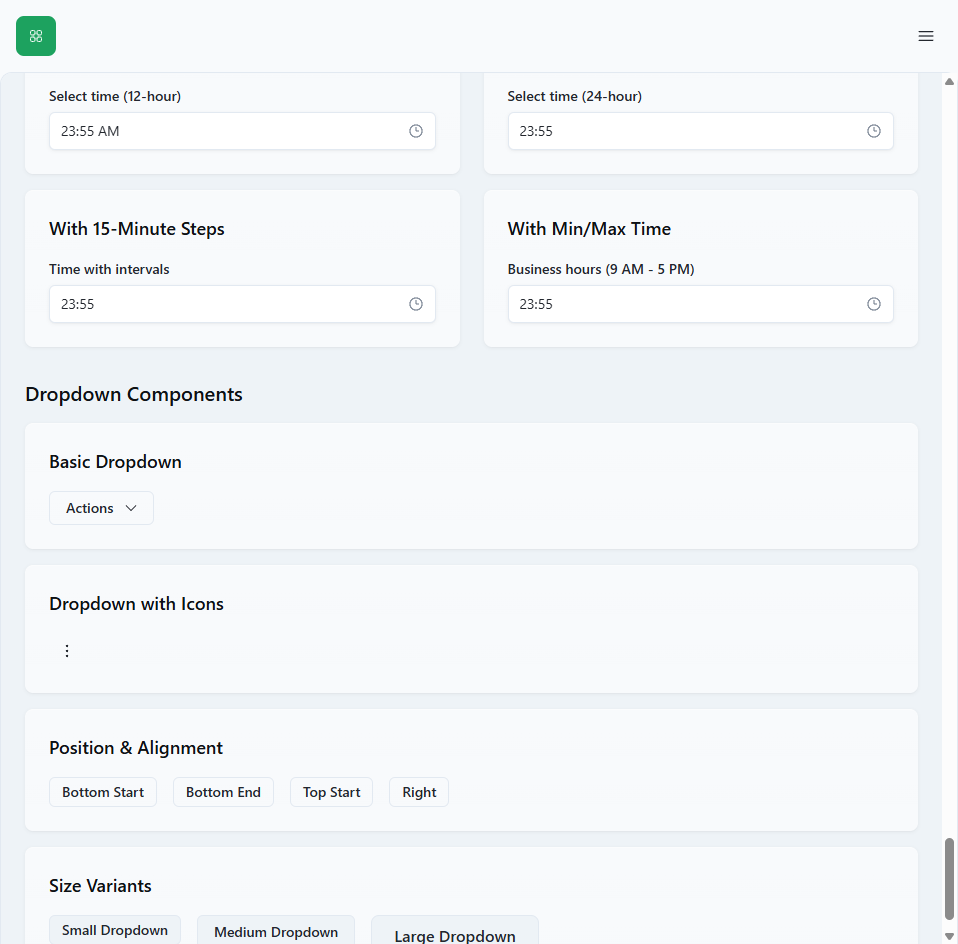 Select time (12-hour)
Select time (24-hour)
23:55 AM
23:55
With 15-Minute Steps
With Min/Max Time
Time with intervals
Business hours (9 AM - 5 PM)
23:55
23:55
Dropdown Components
Basic Dropdown
Actions
Dropdown with Icons
Position & Alignment
Bottom Start
Bottom End
Top Start
Right
Size Variants
Small Dropdown
Medium Dropdown
Large Dropdown